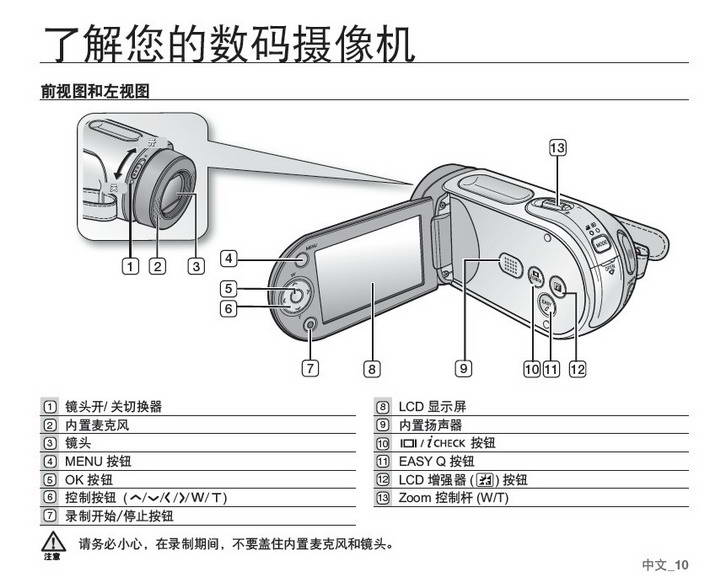 了解您的数码摄像机
前视图和左视图
1 2 3
4
MENU
5
6
7
8
9
10
11
12
13
MODE
1 镜头开/ 关切换器
2 内置麦克风
3 镜头
4 MENU 按钮
5 OK 按钮
6 控制按钮 (∧/∨/〈/〉/W/T)
7 录制开始/停止按钮
8 LCD 显示屏
9 内置扬声器
10 |□| / iCHECK 按钮
11 EASY Q 按钮
12 LCD 增强器 ( ) 按钮
13 Zoom 控制杆 (W/T)
注意
请务必小心，在录制期间，不要盖住内置麦克风和镜头。
中文_10